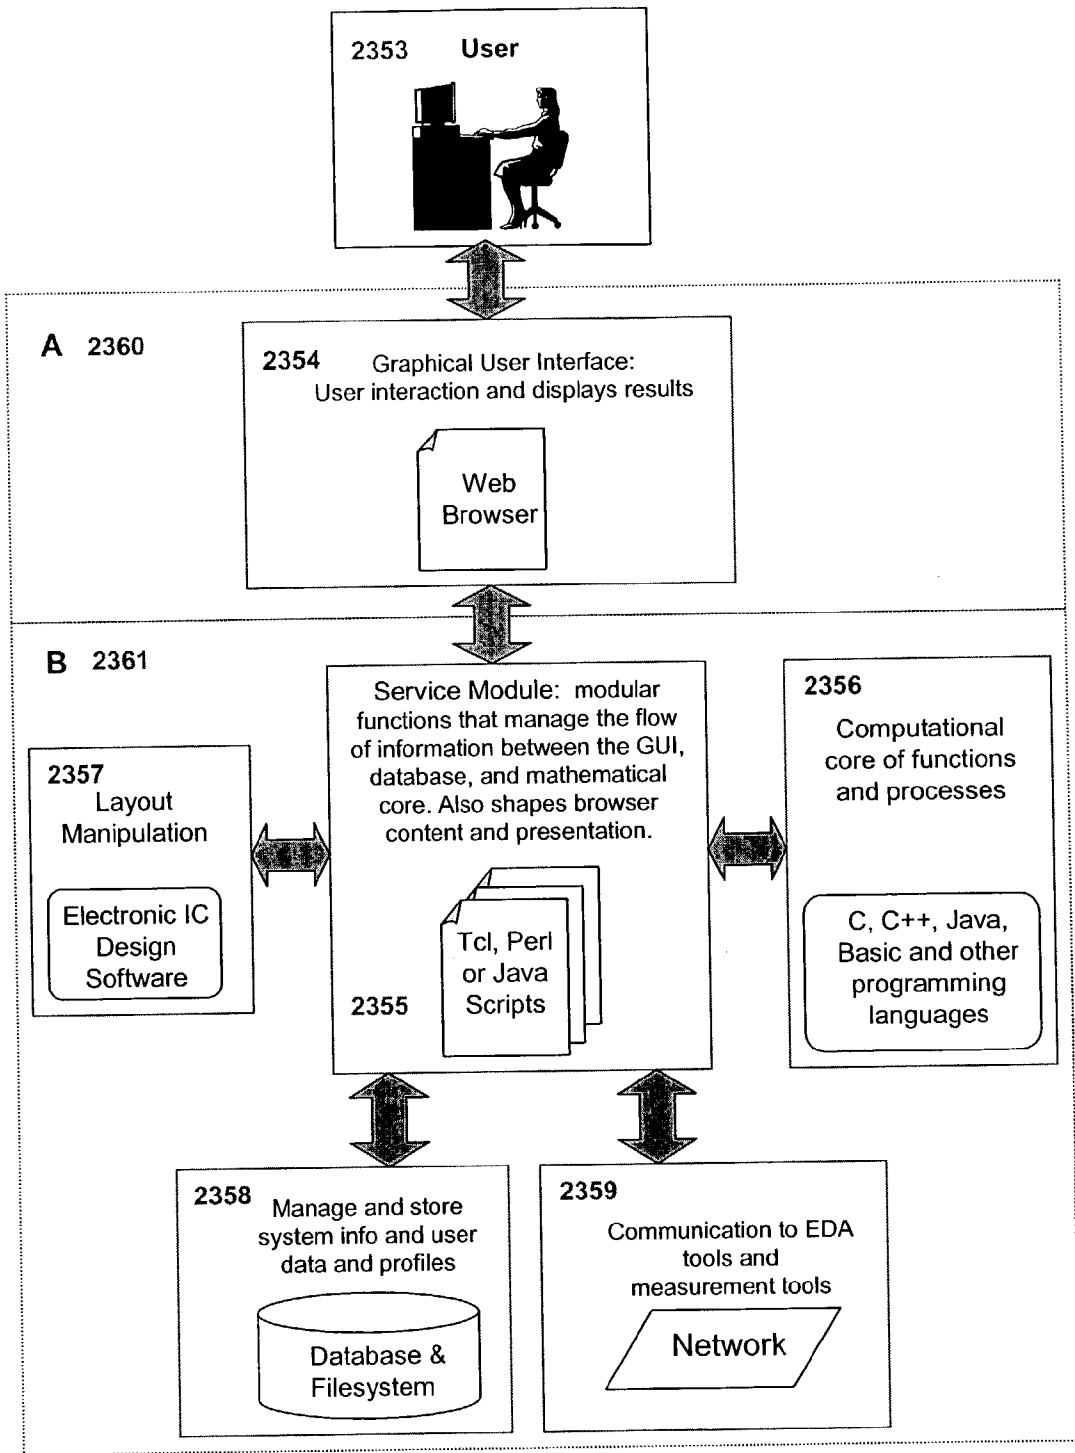 2353 User
A 2360
2354 Graphical User Interface:
User interaction and displays results
Web
Browser
B 2361
Service Module: modular
functions that manage the flow
of information between the GUI,
database, and mathematical
core. Also shapes browser
content and presentation.
Tcl, Perl
or Java
Scripts
2355
2356
Computational
core of functions
and processes
C, C++, Java,
Basic and other
programming
languages
2357
Layout
Manipulation
Electronic IC
Design
Software
2358 Manage and store
system info and user
data and profiles
Database &
Filesystem
2359
Communication to EDA
tools and
measurement tools
Network